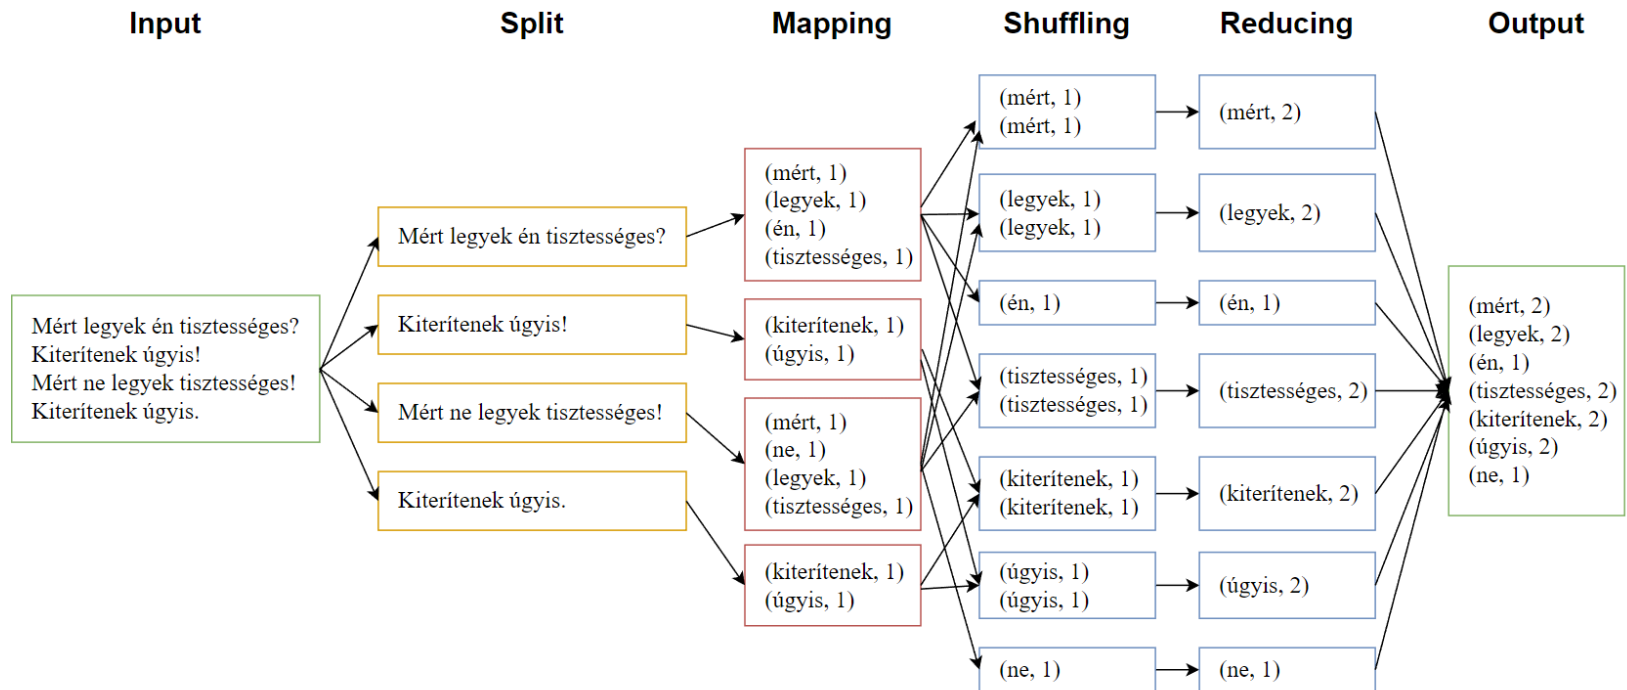 Input
Split
Mapping
Shuffling
Reducing
Output
Mért legyek én tisztességes?
Kiterítenek úgyis!
Mért ne legyek tisztességes!
Kiterítenek úgyis.
Mért legyek én tisztességes?
Kiterítenek úgyis!
Mért ne legyek tisztességes!
Kiterítenek úgyis.
(mért, 1)
(legyek, 1)
(én, 1)
(tisztességes, 1)
(kiterítenek, 1)
(úgyis, 1)
(mért, 1)
(ne, 1)
(legyek, 1)
(tisztességes, 1)
(kiterítenek, 1)
(úgyis, 1)
(mért, 1)
(mért, 1)
(legyek, 1)
(legyek, 1)
(én, 1)
(tisztességes, 1)
(tisztességes, 1)
(kiterítenek, 1)
(kiterítenek, 1)
(úgyis, 1)
(úgyis, 1)
(ne, 1)
(mért, 2)
(legyek, 2)
(én, 1)
(tisztességes, 2)
(kiterítenek, 2)
(úgyis, 2)
(ne, 1)
(mért, 2)
(legyek, 2)
(én, 1)
(tisztességes, 2)
(kiterítenek, 2)
(úgyis, 2)
(ne, 1)